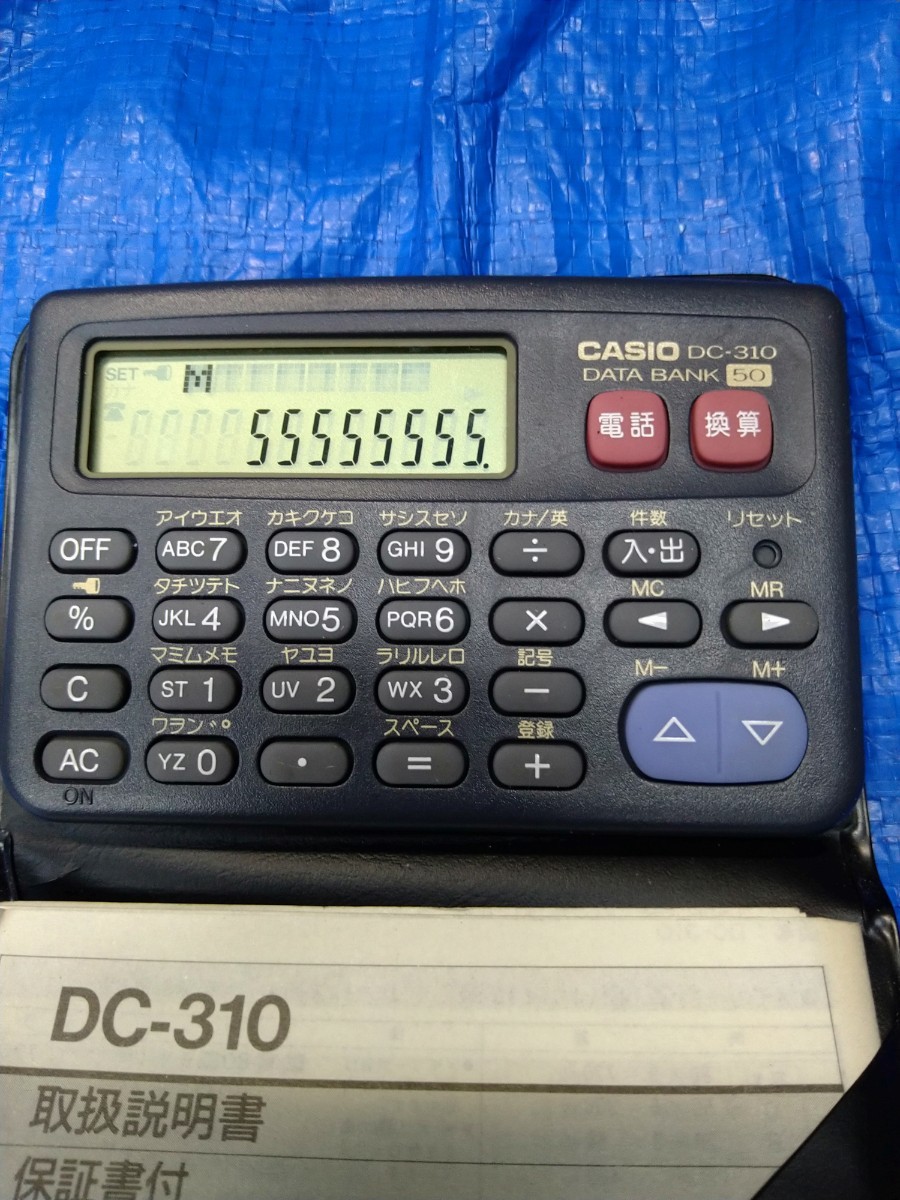 CASIO DC-310
DATA BANK 50
SET M
カナ
55555555.
電話 換算
アイウエオ カキクケコ サシスセソ カナ/英 件数 リセット
OFF ABC 7 DEF 8 GHI 9 ÷ 入・出
タチツテト ナニヌネノ ハヒフヘホ MC MR
% JKL 4 MNO 5 PQR 6 × ◀ ▶
マミムメモ ヤユヨ ラリルレロ 記号 M- M+
C ST 1 UV 2 WX 3 − △ ▽
ワヲン゛゜ スペース 登録
AC YZ 0 ・ = +
ON
DC-310
取扱説明書
保証書付